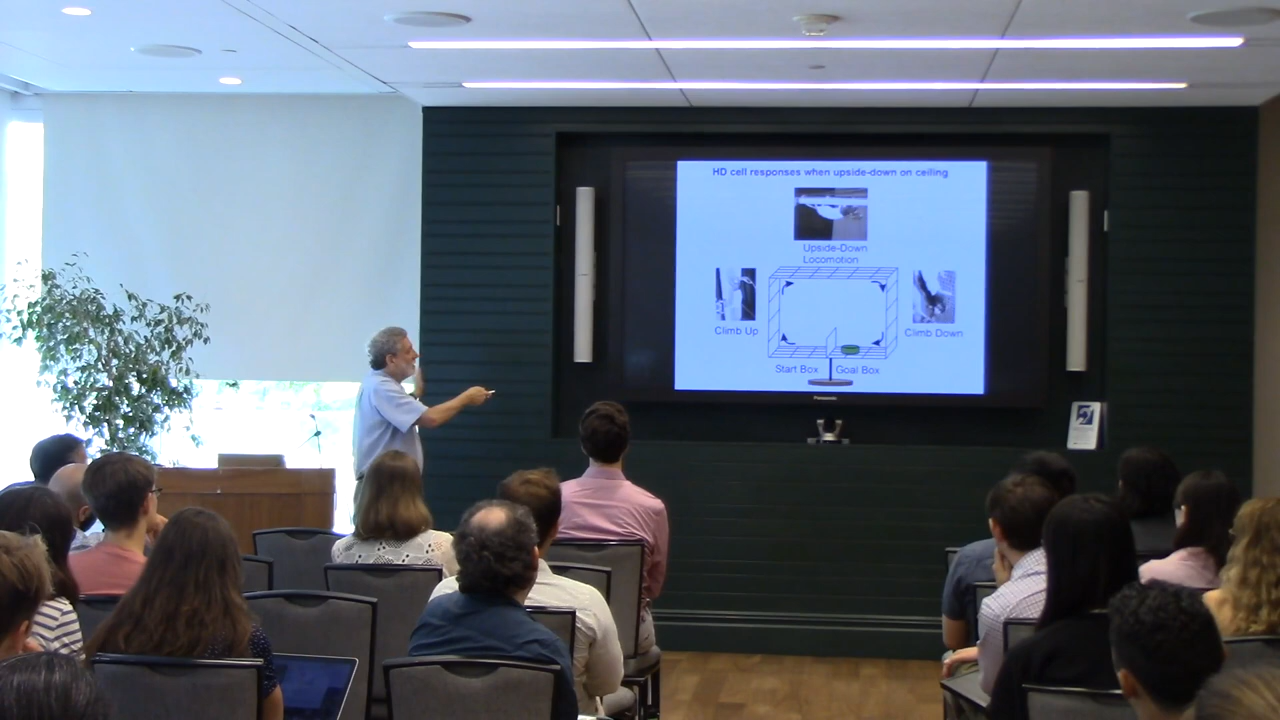 HD cell responses when upside-down on ceiling
Upside-Down
Locomotion
Climb Up
Climb Down
Start Box
Goal Box
Panasonic